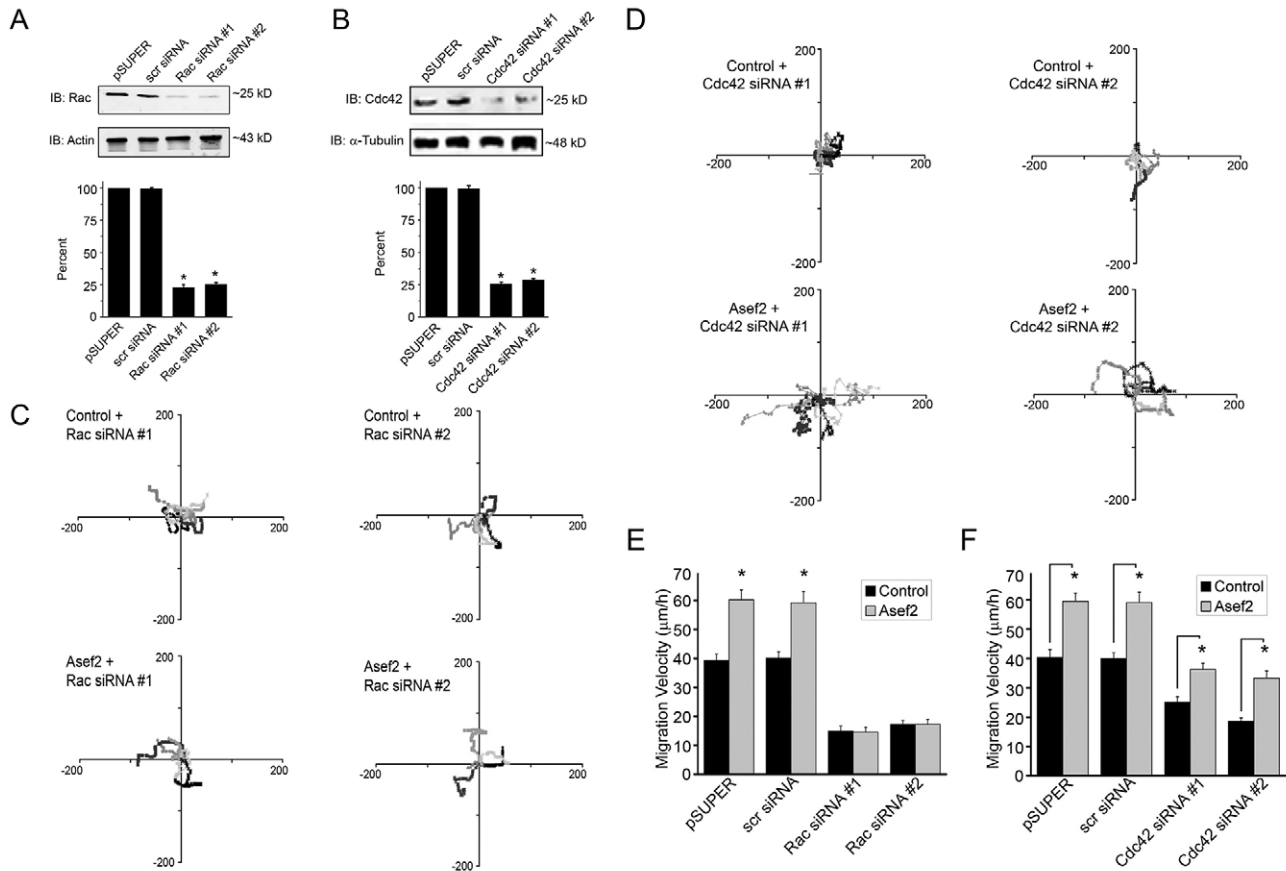 A
pSUPER
scr siRNA
Rac siRNA #1
Rac siRNA #2
IB: Rac
~25 kD
IB: Actin
~43 kD
100
75
50
25
0
Percent
*
*
pSUPER
scr siRNA
Rac siRNA #1
Rac siRNA #2
B
pSUPER
scr siRNA
Cdc42 siRNA #1
Cdc42 siRNA #2
IB: Cdc42
~25 kD
IB: α-Tubulin
~48 kD
100
75
50
25
0
Percent
*
*
pSUPER
scr siRNA
Cdc42 siRNA #1
Cdc42 siRNA #2
C
Control +
Rac siRNA #1
200
-200
200
-200
Control +
Rac siRNA #2
200
-200
200
-200
Asef2 +
Rac siRNA #1
200
-200
200
-200
Asef2 +
Rac siRNA #2
200
-200
200
-200
D
Control +
Cdc42 siRNA #1
200
-200
200
-200
Control +
Cdc42 siRNA #2
200
-200
200
-200
Asef2 +
Cdc42 siRNA #1
200
-200
200
-200
Asef2 +
Cdc42 siRNA #2
200
-200
200
-200
E
Migration Velocity (μm/h)
70
60
50
40
30
20
10
0
*
*
Control
Asef2
pSUPER
scr siRNA
Rac siRNA #1
Rac siRNA #2
F
Migration Velocity (μm/h)
70
60
50
40
30
20
10
0
*
*
*
*
Control
Asef2
pSUPER
scr siRNA
Cdc42 siRNA #1
Cdc42 siRNA #2